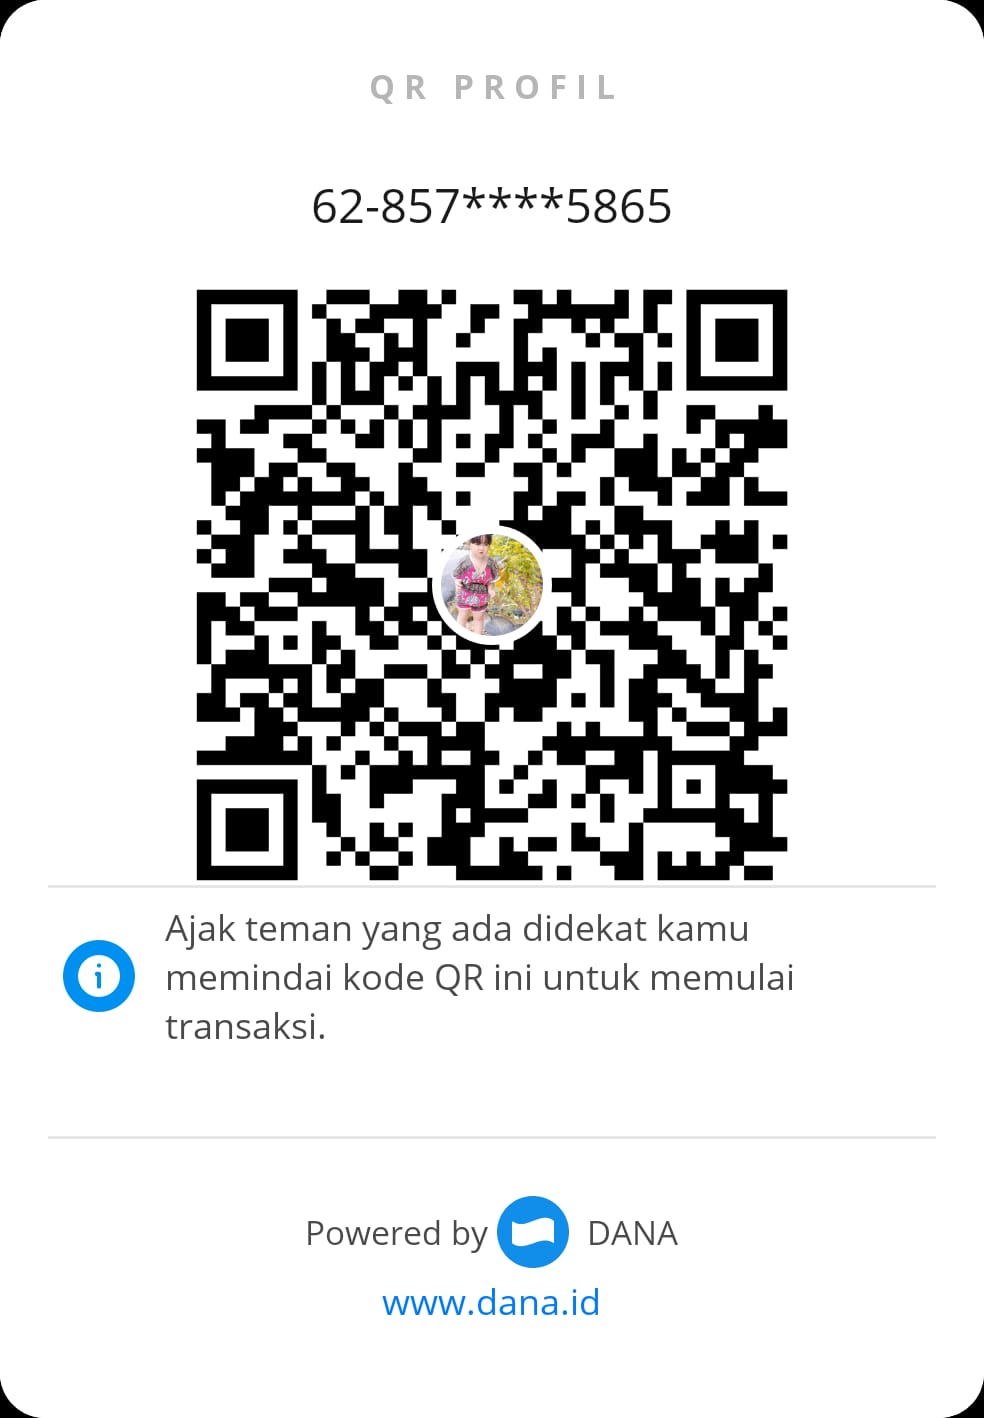 QR PROFIL
62-857****5865
Ajak teman yang ada didekat kamu
memindai kode QR ini untuk memulai
transaksi.
Powered by DANA
www.dana.id